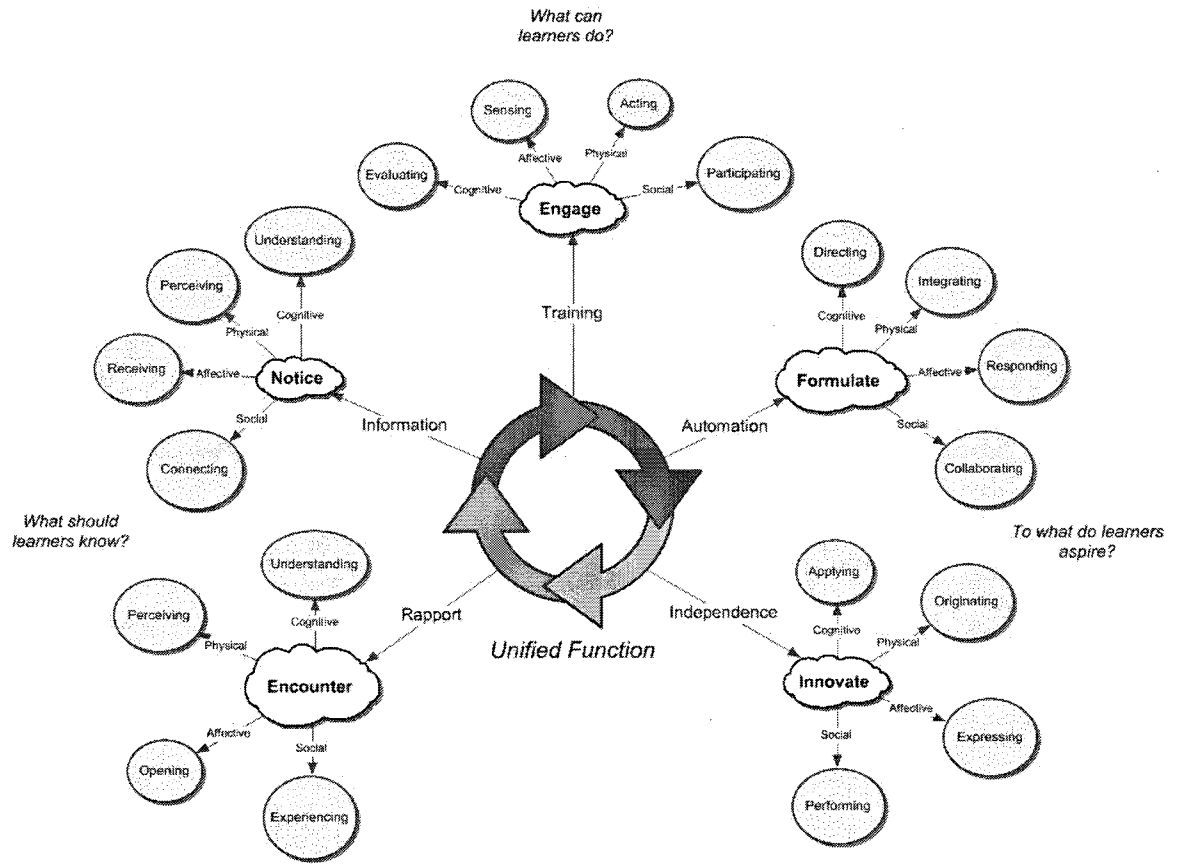 What can
learners do?
Sensing
Acting
Affective
Physical
Evaluating
Cognitive
Social
Participating
Engage
Training
Understanding
Perceiving
Cognitive
Physical
Receiving
Affective
Notice
Social
Connecting
Information
Directing
Integrating
Cognitive
Physical
Formulate
Affective
Responding
Social
Collaborating
Automation
What should
learners know?
To what do learners
aspire?
Understanding
Perceiving
Cognitive
Physical
Encounter
Affective
Opening
Social
Experiencing
Rapport
Unified Function
Independence
Applying
Originating
Cognitive
Physical
Innovate
Affective
Expressing
Social
Performing